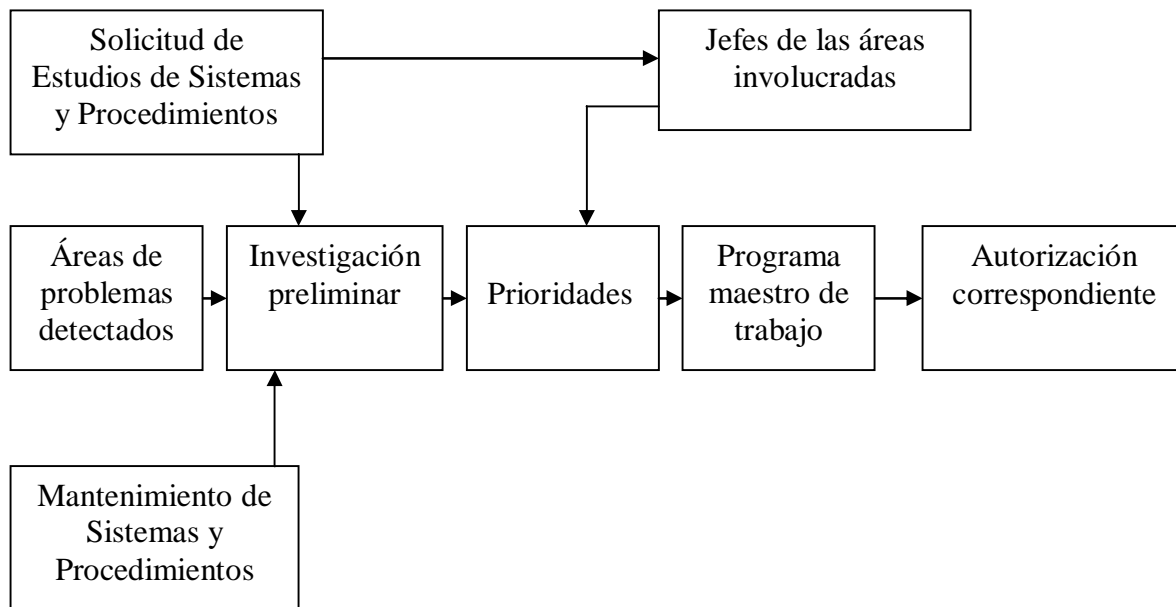 Solicitud de
Estudios de Sistemas
y Procedimientos
Jefes de las áreas
involucradas
Áreas de
problemas
detectados
Investigación
preliminar
Prioridades
Programa
maestro de
trabajo
Autorización
correspondiente
Mantenimiento de
Sistemas y
Procedimientos